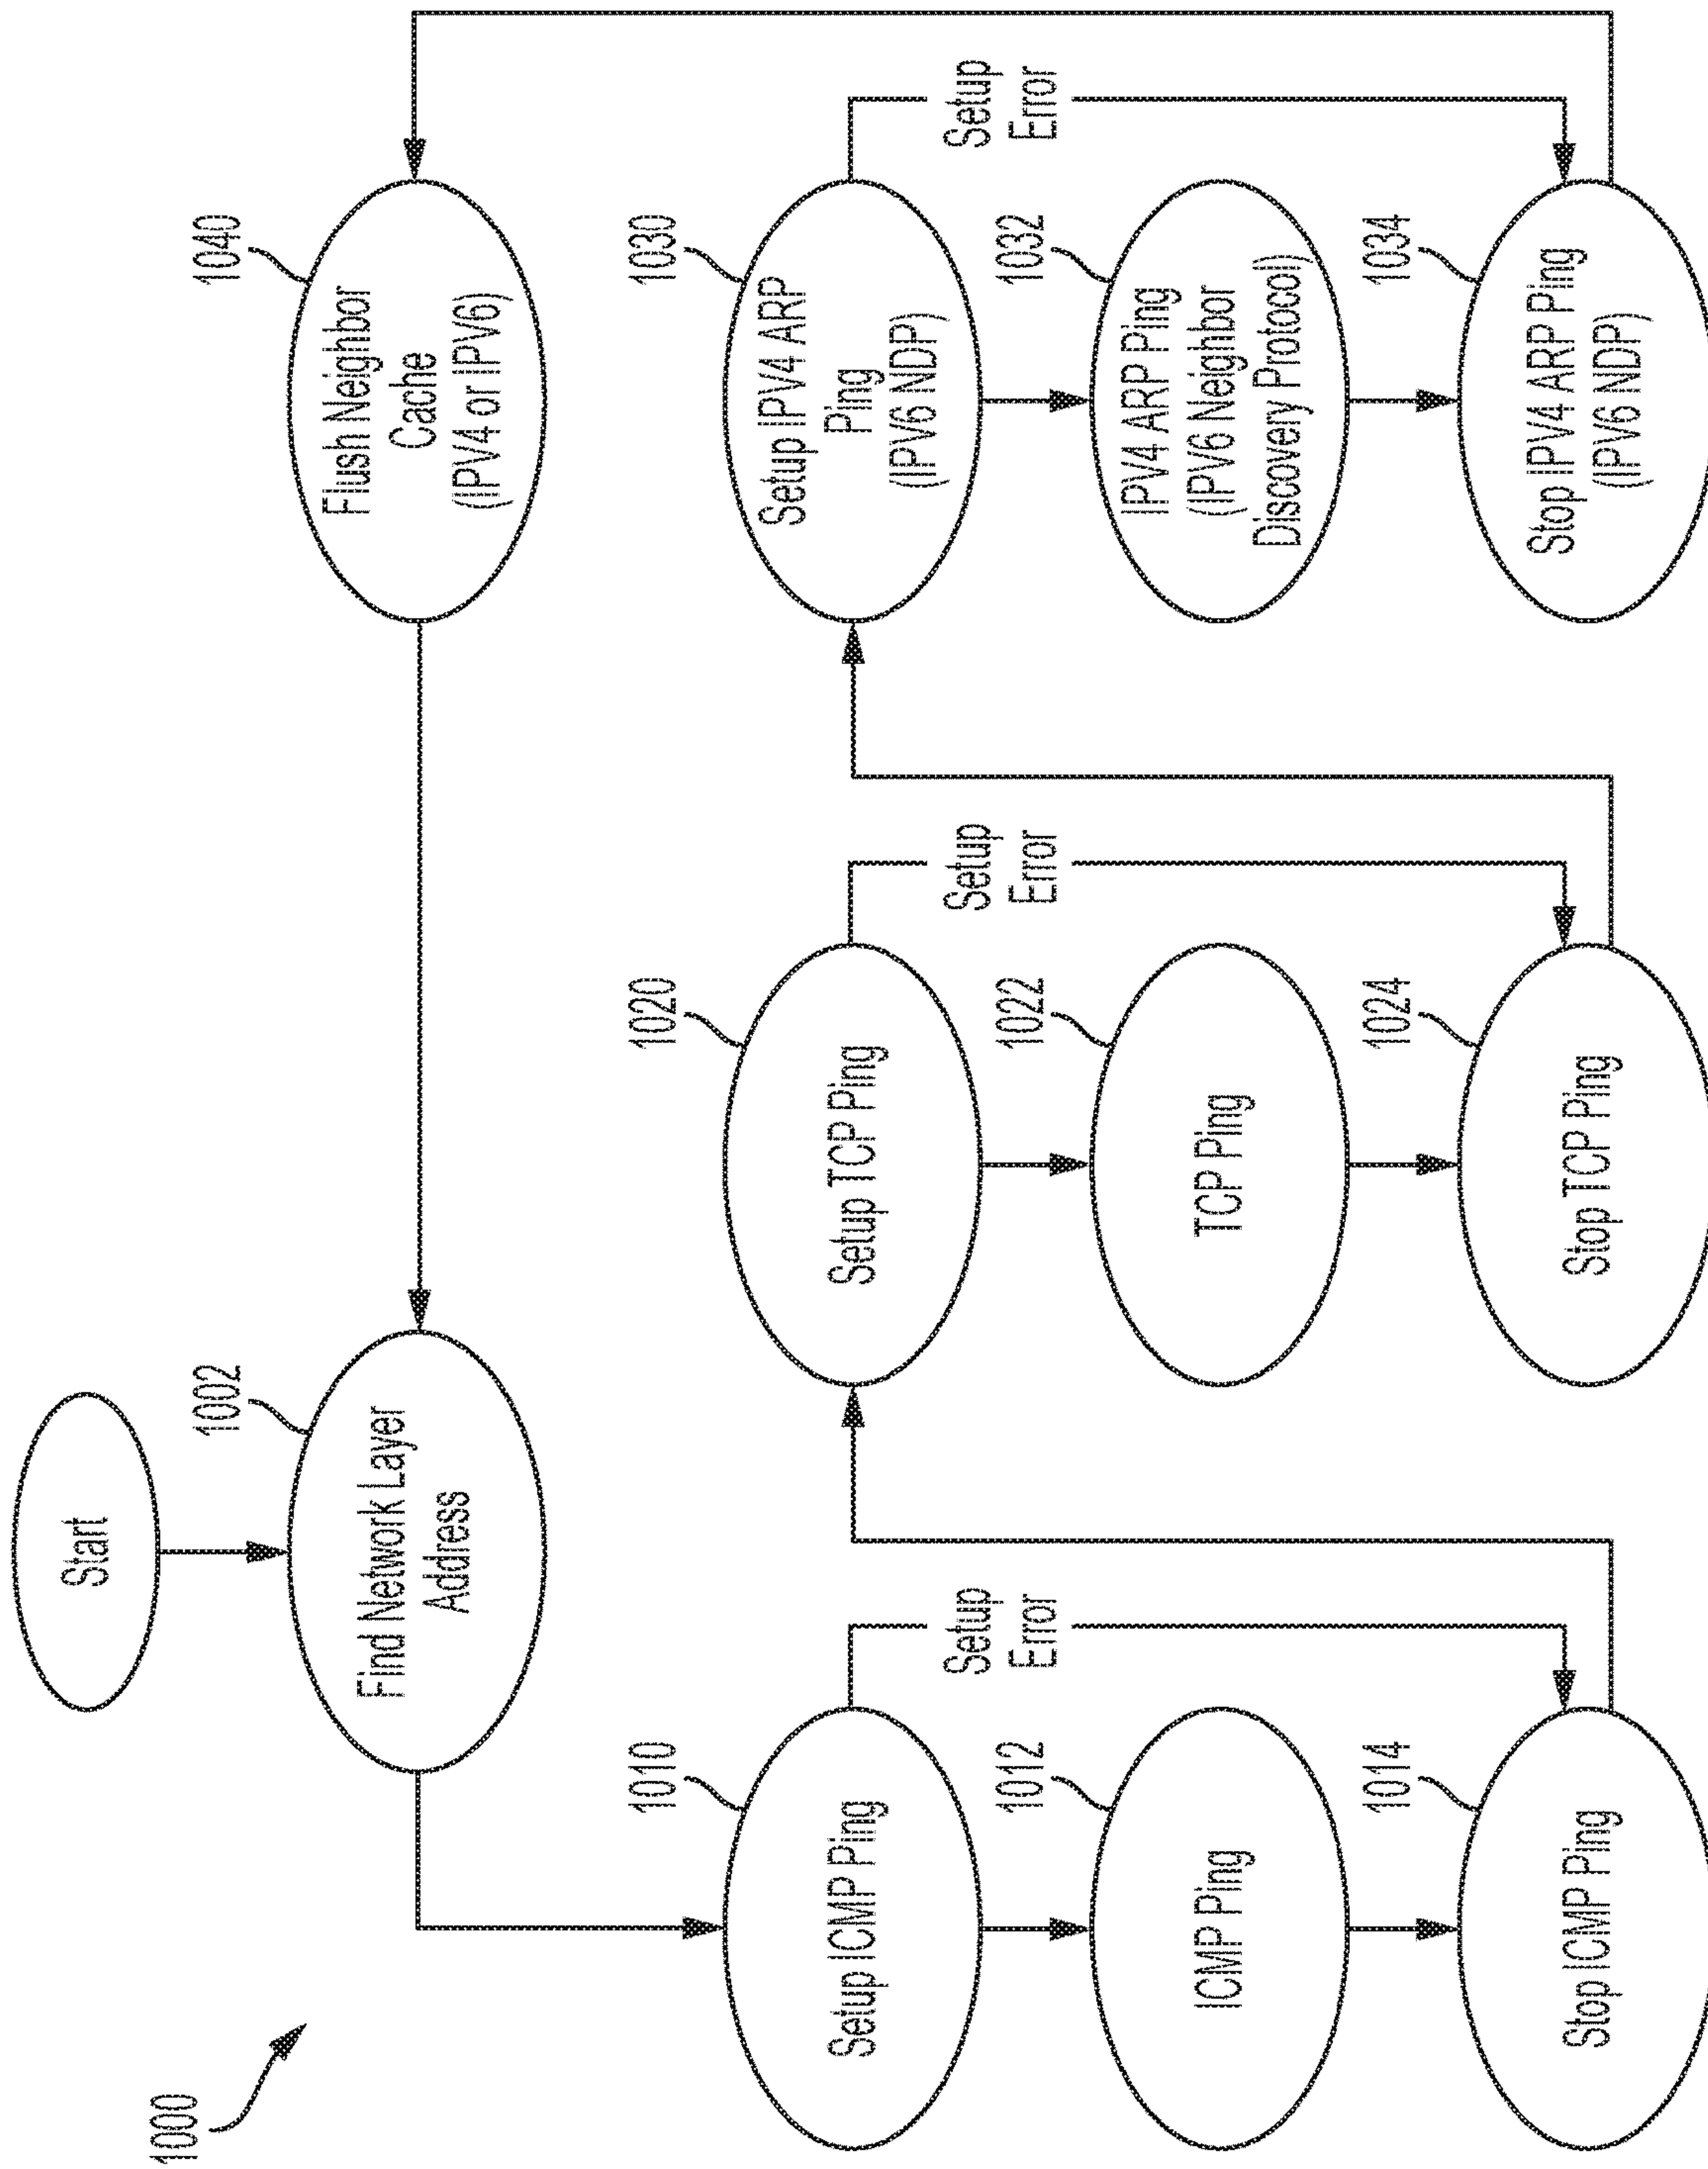 1000
Start
1002
Find Network Layer
Address
1040
Flush Neighbor
Cache
(IPV4 or IPV6)
1010
Setup ICMP Ping
Setup
Error
1012
ICMP Ping
1014
Stop ICMP Ping
1020
Setup TCP Ping
Setup
Error
1022
TCP Ping
1024
Stop TCP Ping
1030
Setup IPV4 ARP
Ping
(IPV6 NDP)
Setup
Error
1032
IPV4 ARP Ping
(IPV6 Neighbor
Discovery Protocol)
1034
Stop IPV4 ARP Ping
(IPV6 NDP)